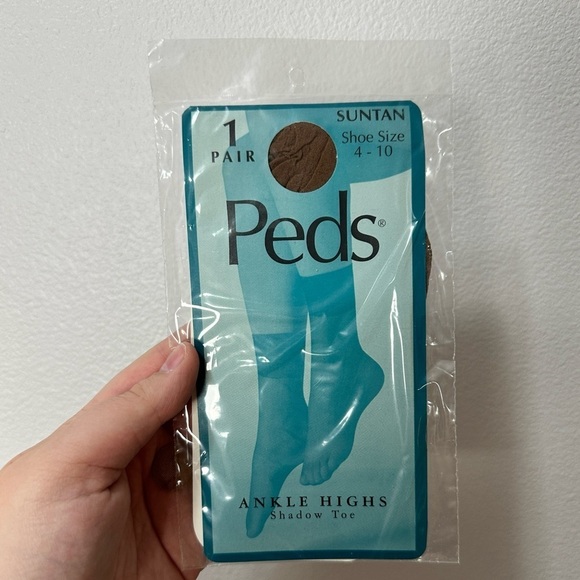 1
PAIR
SUNTAN
Shoe Size
4 - 10
Peds®
ANKLE HIGHS
Shadow Toe